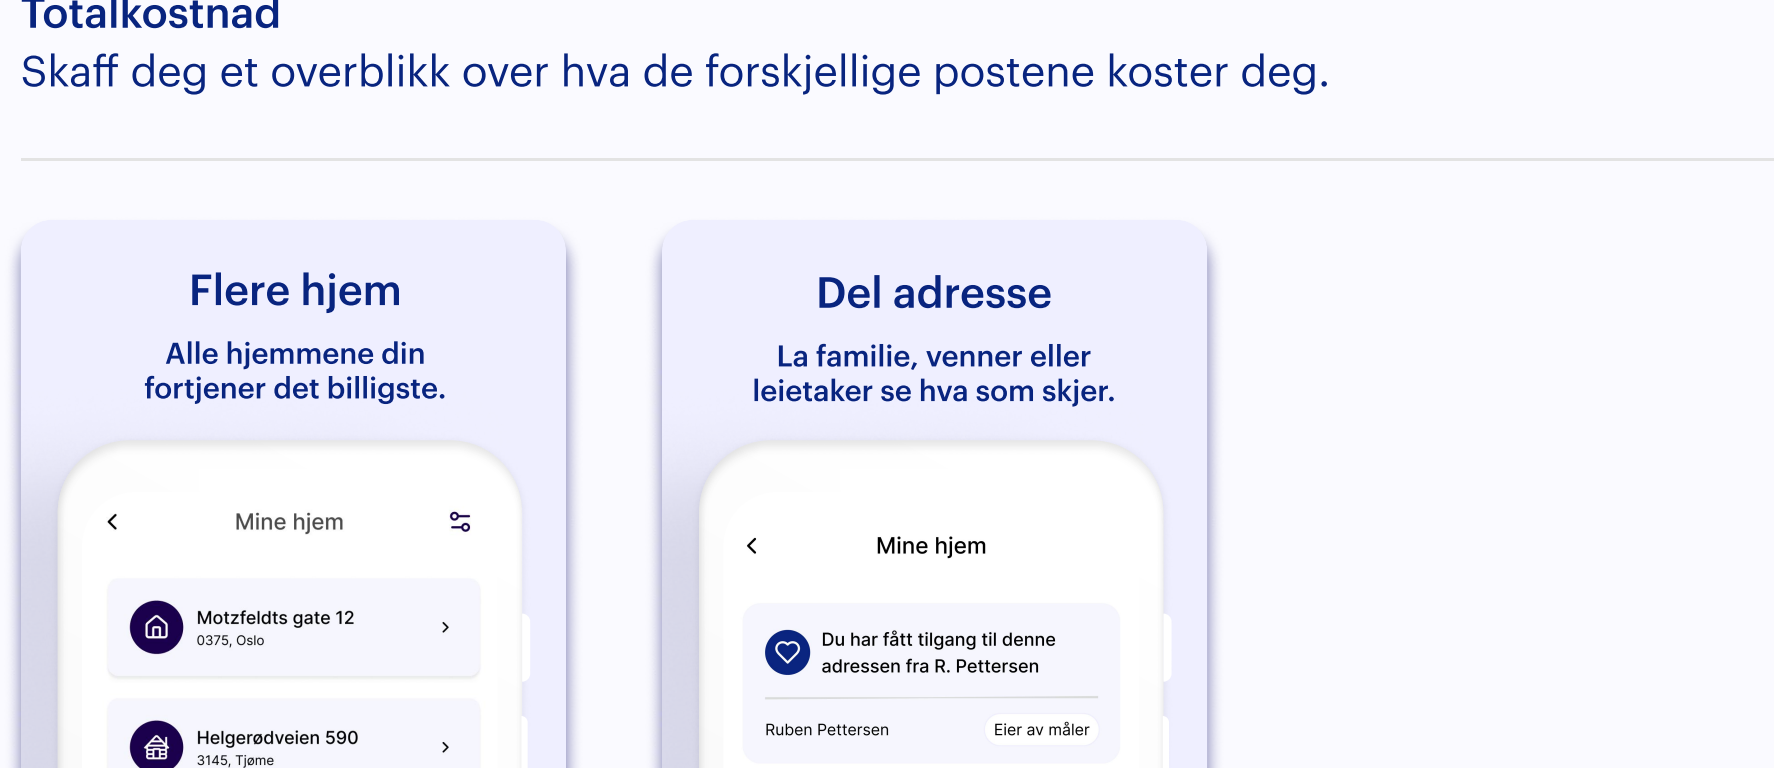 Totalkostnad
Skaff deg et overblikk over hva de forskjellige postene koster deg.
Flere hjem
Alle hjemmene din
fortjener det billigste.
Mine hjem
Motzfeldts gate 12
0375, Oslo
Helgerødveien 590
3145, Tjøme
Del adresse
La familie, venner eller
leietaker se hva som skjer.
Mine hjem
Du har fått tilgang til denne
adressen fra R. Pettersen
Ruben Pettersen
Eier av måler